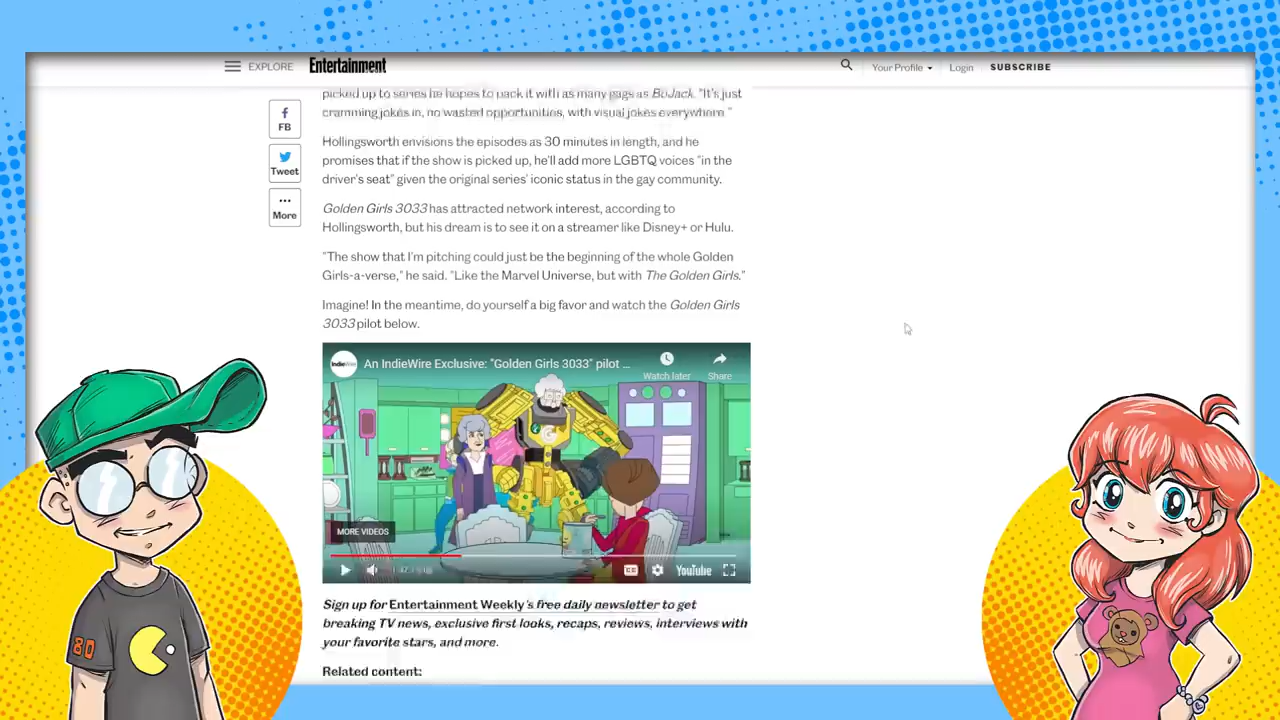 EXPLORE
Entertainment
Your Profile
Login
SUBSCRIBE
FB
Tweet
More
picked up to series he hopes to pack it with as many gags as BoJack. "It's just
cramming jokes in, no wasted opportunities, with visual jokes everywhere."
Hollingsworth envisions the episodes as 30 minutes in length, and he
promises that if the show is picked up, he'll add more LGBTQ voices "in the
driver's seat" given the original series' iconic status in the gay community.
Golden Girls 3033 has attracted network interest, according to
Hollingsworth, but his dream is to see it on a streamer like Disney+ or Hulu.
"The show that I'm pitching could just be the beginning of the whole Golden
Girls-a-verse," he said. "Like the Marvel Universe, but with The Golden Girls."
Imagine! In the meantime, do yourself a big favor and watch the Golden Girls
3033 pilot below.
IndieWire
An IndieWire Exclusive: "Golden Girls 3033" pilot ...
Watch later
Share
G
MORE VIDEOS
CC
YouTube
Sign up for Entertainment Weekly's free daily newsletter to get
breaking TV news, exclusive first looks, recaps, reviews, interviews with
your favorite stars, and more.
Related content:
80